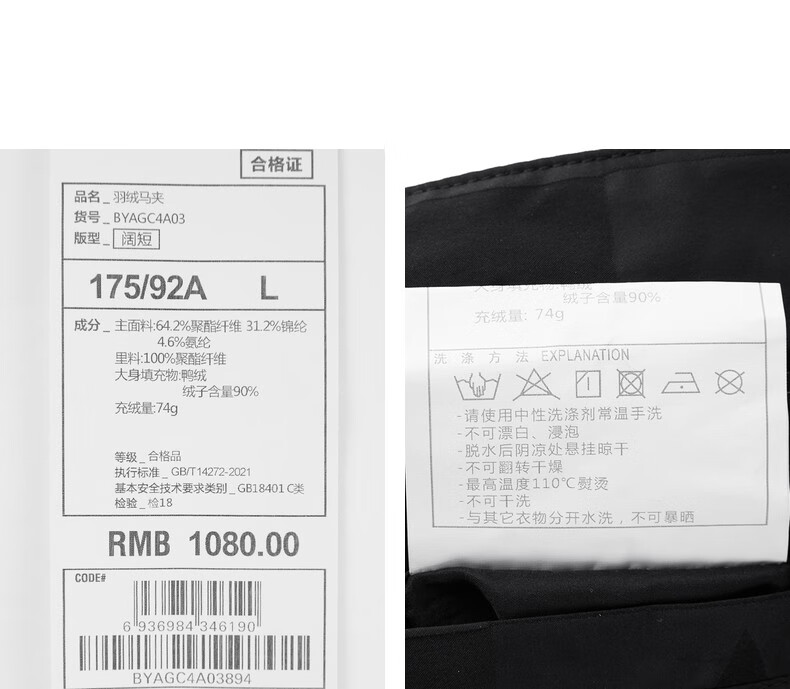 合格证
品名_羽绒马夹
货号_BYAGC4A03
版型_阔短
175/92A L
成分_主面料:64.2%聚酯纤维 31.2%锦纶
4.6%氨纶
里料:100%聚酯纤维
大身填充物:鸭绒
绒子含量90%
充绒量:74g
等级_合格品
执行标准_GB/T14272-2021
基本安全技术要求类别_GB18401 C类
检验_检18
RMB 1080.00
CODE#
6 936984 346190
BYAGC4A03894
大身填充物:鸭绒
绒子含量90%
充绒量: 74g
洗涤方法 EXPLANATION
-请使用中性洗涤剂常温手洗
-不可漂白、浸泡
-脱水后阴凉处悬挂晾干
-不可翻转干燥
-最高温度110℃熨烫
-不可干洗
-与其它衣物分开水洗，不可暴晒